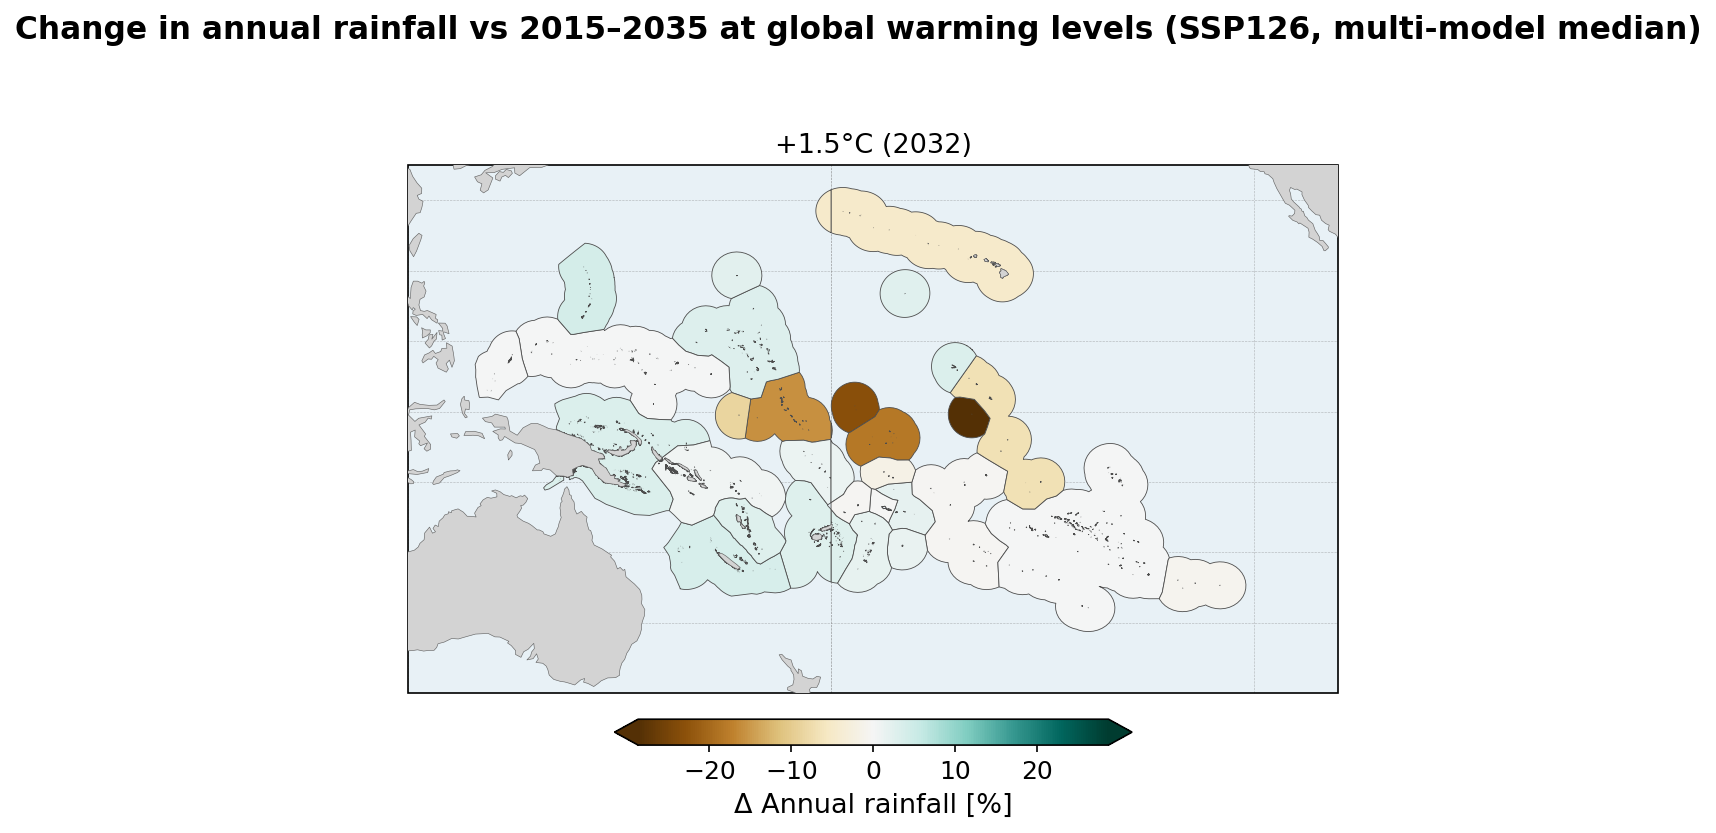 Change in annual rainfall vs 2015–2035 at global warming levels (SSP126, multi-model median)
+1.5°C (2032)
−20 −10 0 10 20
Δ Annual rainfall [%]